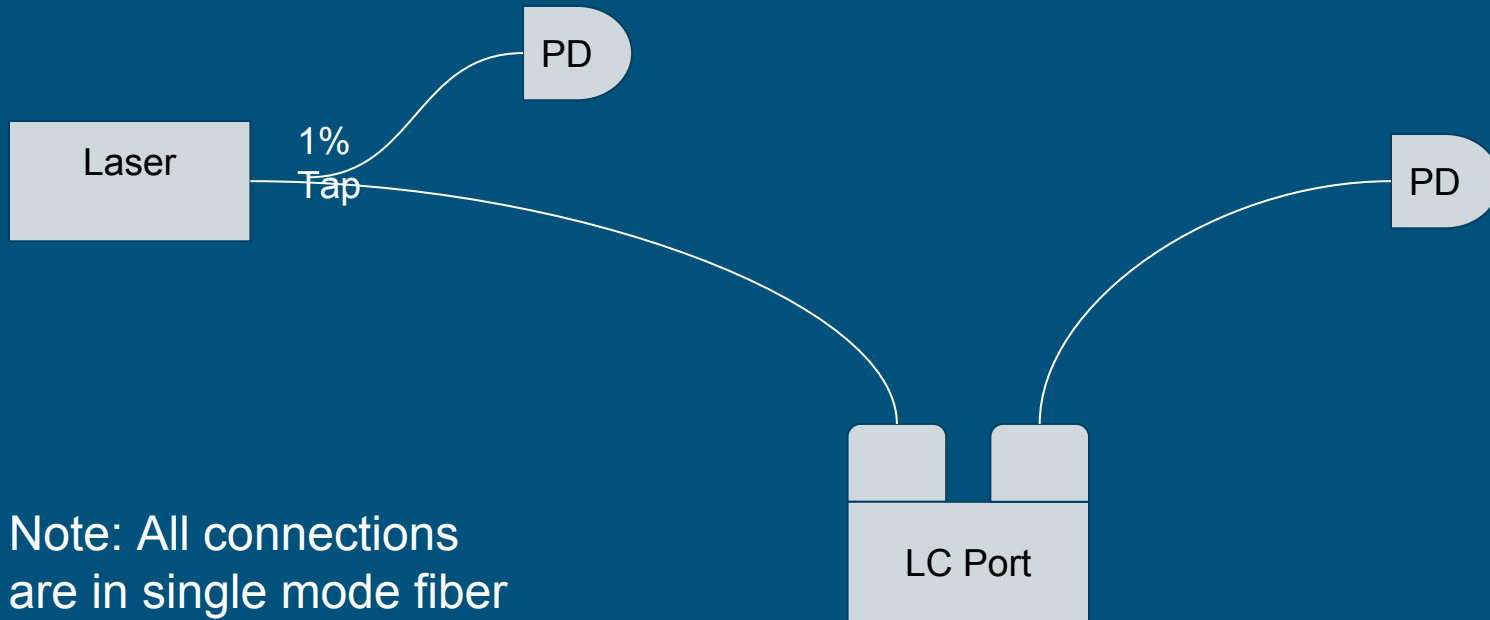 PD
Laser
1%
Tap
PD
Note: All connections
are in single mode fiber
LC Port